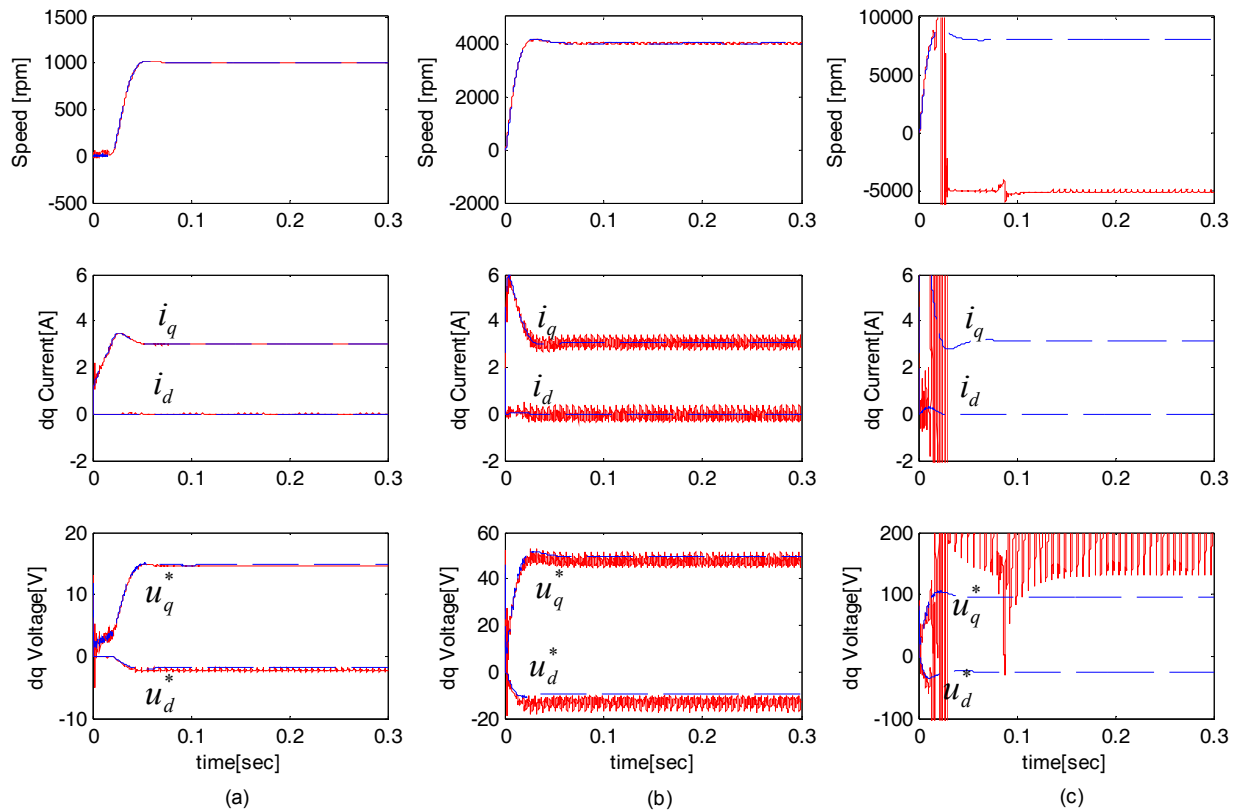 1500
1000
500
0
-500
Speed [rpm]
0 0.1 0.2 0.3
4000
2000
0
-2000
Speed [rpm]
0 0.1 0.2 0.3
10000
5000
0
-5000
Speed [rpm]
0 0.1 0.2 0.3
6
4
2
0
-2
dq Current[A]
i_q
i_d
0 0.1 0.2 0.3
6
4
2
0
-2
dq Current[A]
i_q
i_d
0 0.1 0.2 0.3
6
4
2
0
-2
dq Current[A]
i_q
i_d
0 0.1 0.2 0.3
20
10
0
-10
dq Voltage[V]
u_q^*
u_d^*
0 0.1 0.2 0.3
time[sec]
(a)
60
40
20
0
-20
dq Voltage[V]
u_q^*
u_d^*
0 0.1 0.2 0.3
time[sec]
(b)
200
100
0
-100
dq Voltage[V]
u_q^*
u_d^*
0 0.1 0.2 0.3
time[sec]
(c)